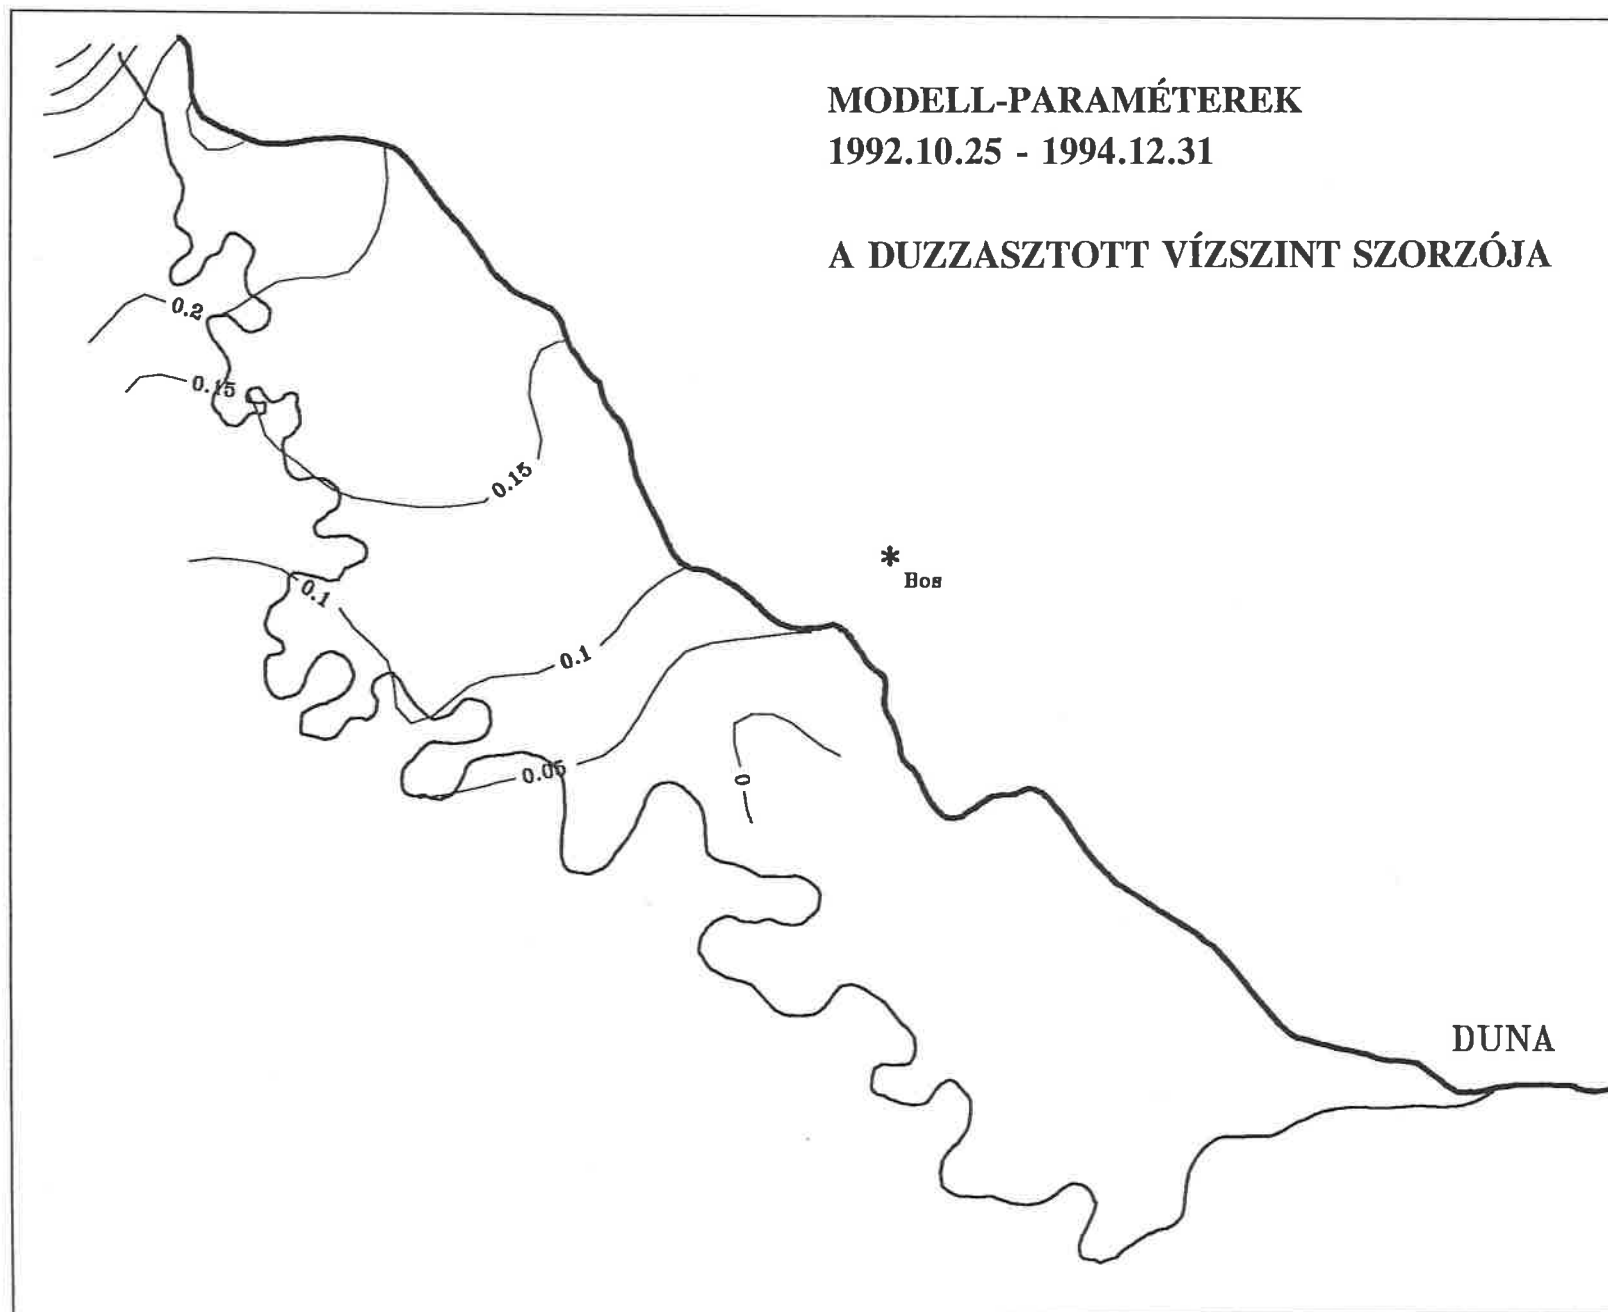 MODELL-PARAMÉTEREK
1992.10.25 - 1994.12.31
A DUZZASZTOTT VÍZSZINT SZORZÓJA
0.2
0.15
0.15
Bos
0.1
0.1
0.05
0
DUNA